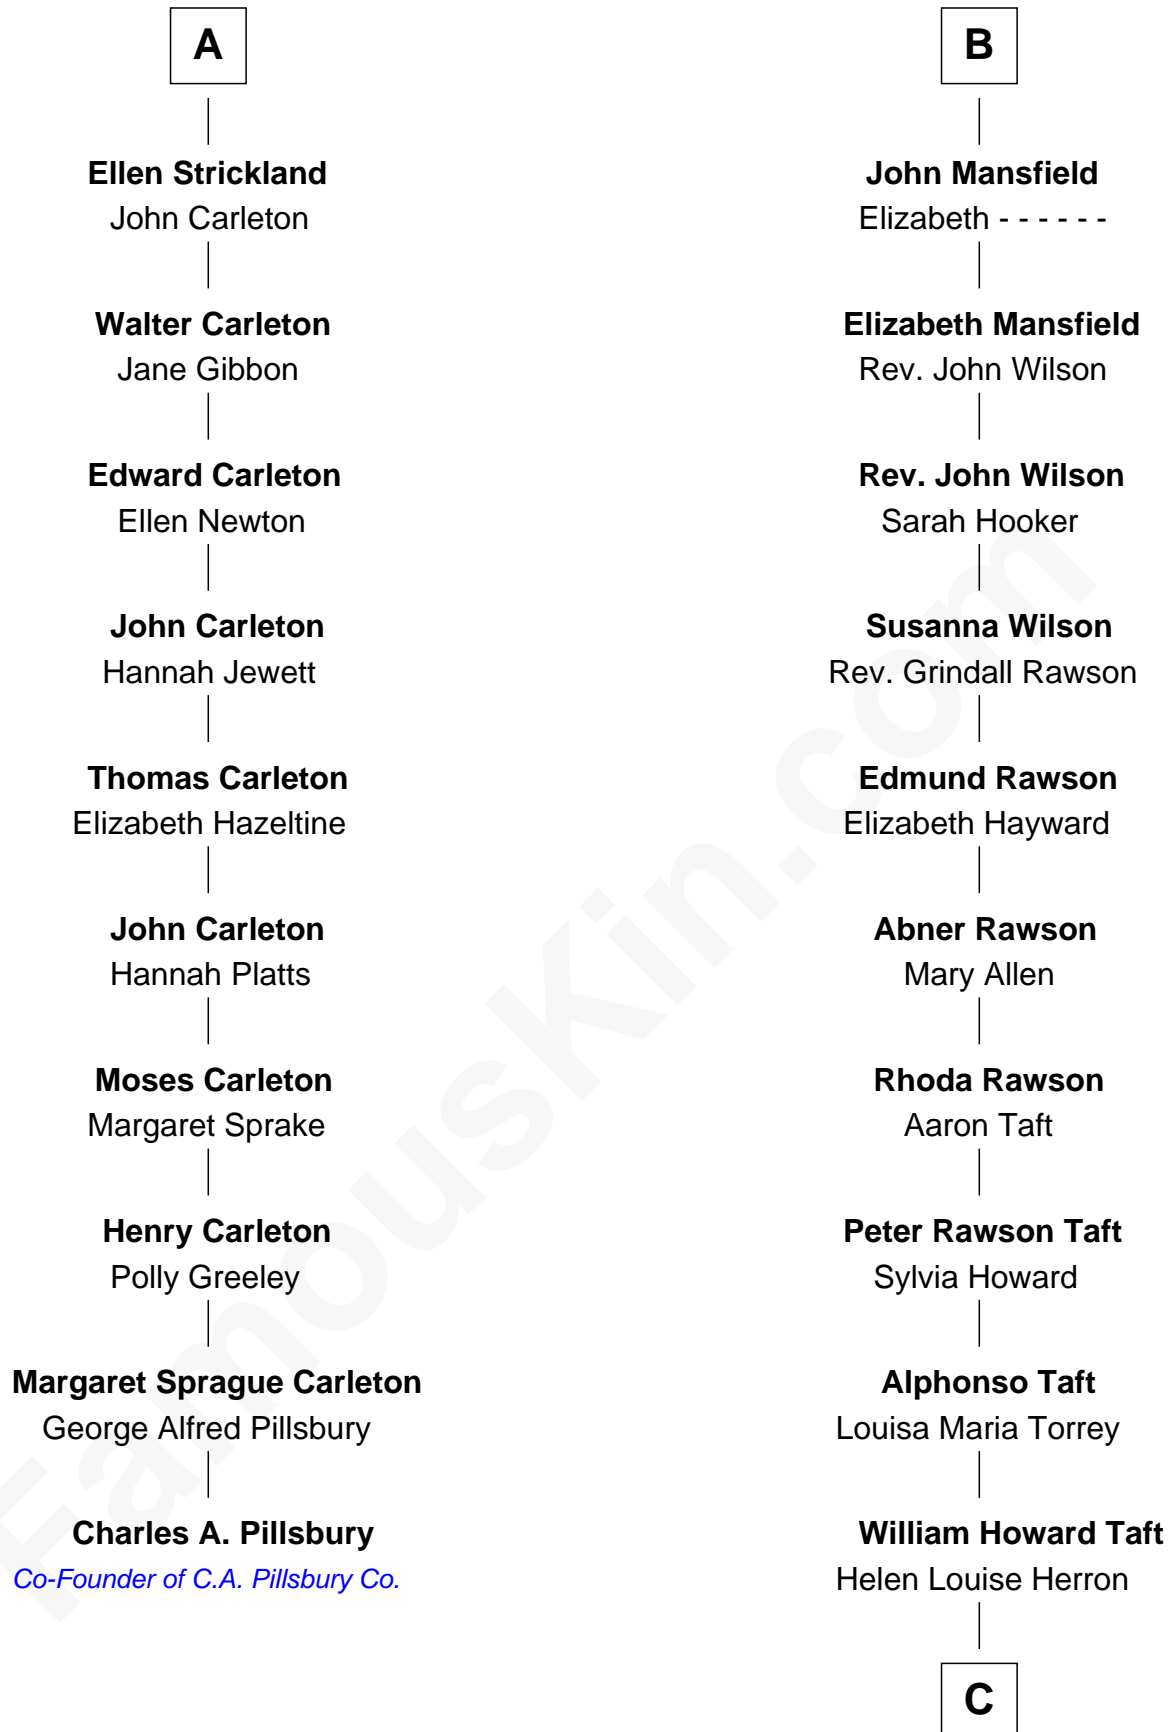 A
Ellen Strickland
John Carleton
Walter Carleton
Jane Gibbon
Edward Carleton
Ellen Newton
John Carleton
Hannah Jewett
Thomas Carleton
Elizabeth Hazeltine
John Carleton
Hannah Platts
Moses Carleton
Margaret Sprake
Henry Carleton
Polly Greeley
Margaret Sprague Carleton
George Alfred Pillsbury
Charles A. Pillsbury
Co-Founder of C.A. Pillsbury Co.
B
John Mansfield
Elizabeth - - - - - -
Elizabeth Mansfield
Rev. John Wilson
Rev. John Wilson
Sarah Hooker
Susanna Wilson
Rev. Grindall Rawson
Edmund Rawson
Elizabeth Hayward
Abner Rawson
Mary Allen
Rhoda Rawson
Aaron Taft
Peter Rawson Taft
Sylvia Howard
Alphonso Taft
Louisa Maria Torrey
William Howard Taft
Helen Louise Herron
C
FamousKin.com